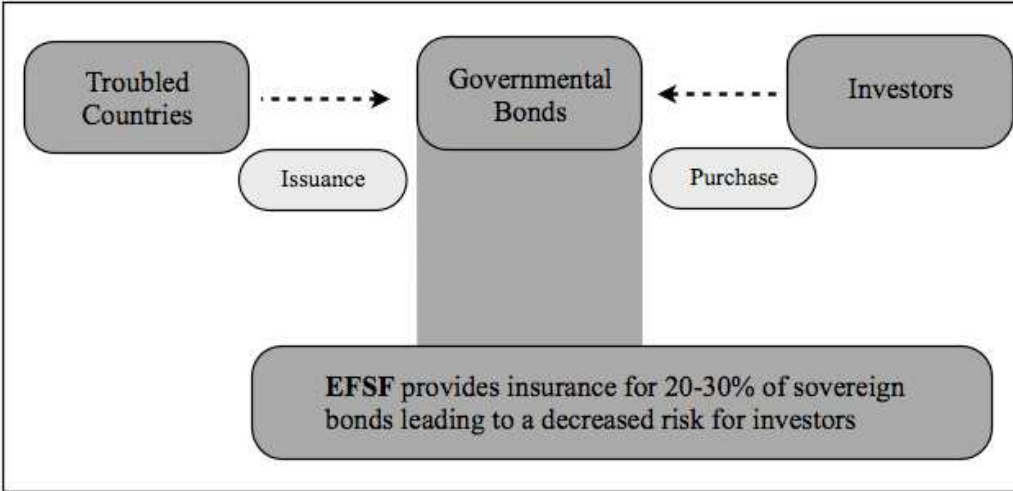 Troubled
Countries
Governmental
Bonds
Investors
Issuance
Purchase
EFSF provides insurance for 20-30% of sovereign
bonds leading to a decreased risk for investors